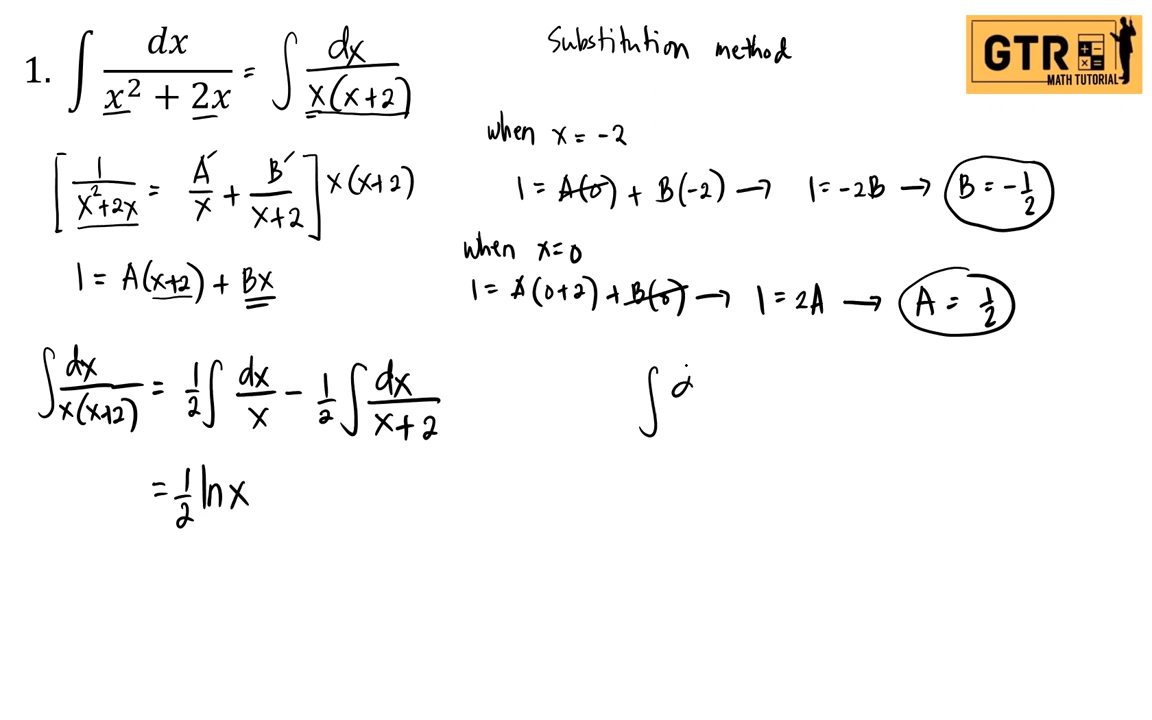 1. ∫ dx / (x² + 2x) = ∫ dx / (x(x+2))
Substitution method
GTR
MATH TUTORIAL
[1/(x²+2x) = A/x + B/(x+2)] x(x+2)
1 = A(x+2) + Bx
when x = -2
1 = A(0) + B(-2) → 1 = -2B → B = -1/2
when x=0
1 = A(0+2) + B(0) → 1 = 2A → A = 1/2
∫ dx / (x(x+2)) = 1/2 ∫ dx/x - 1/2 ∫ dx/(x+2)
= 1/2 ln x
∫